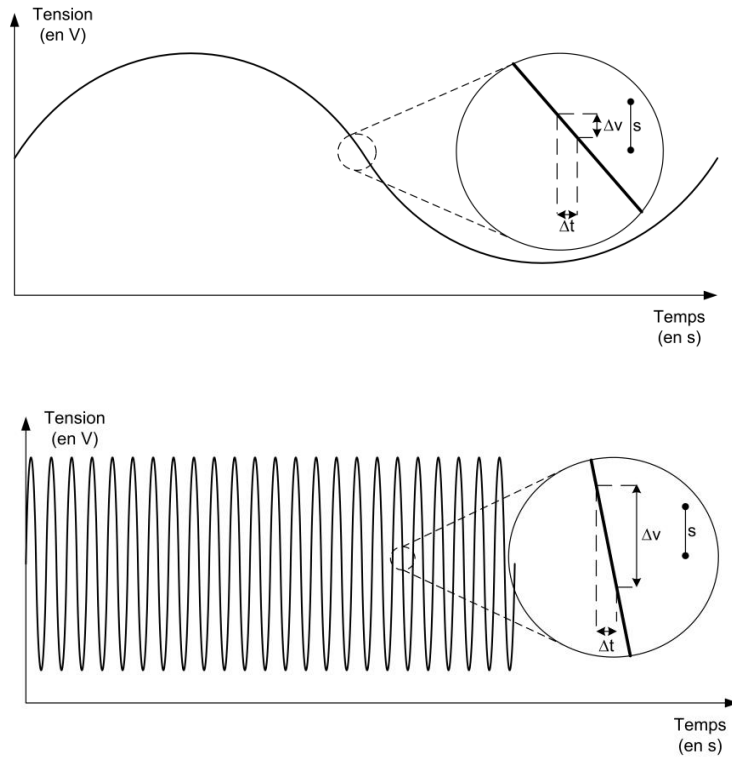 Tension
(en V)
Δv
s
Δt
Temps
(en s)
Tension
(en V)
Δv
s
Δt
Temps
(en s)